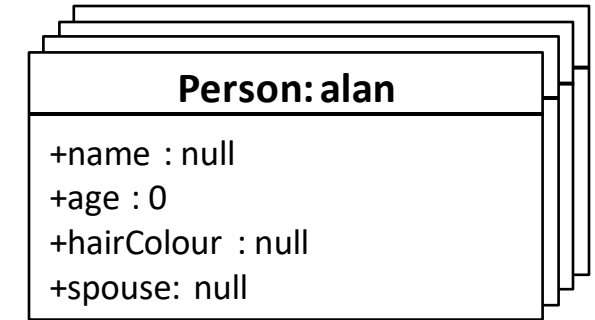 Person: alan
+name : null
+age : 0
+hairColour : null
+spouse: null